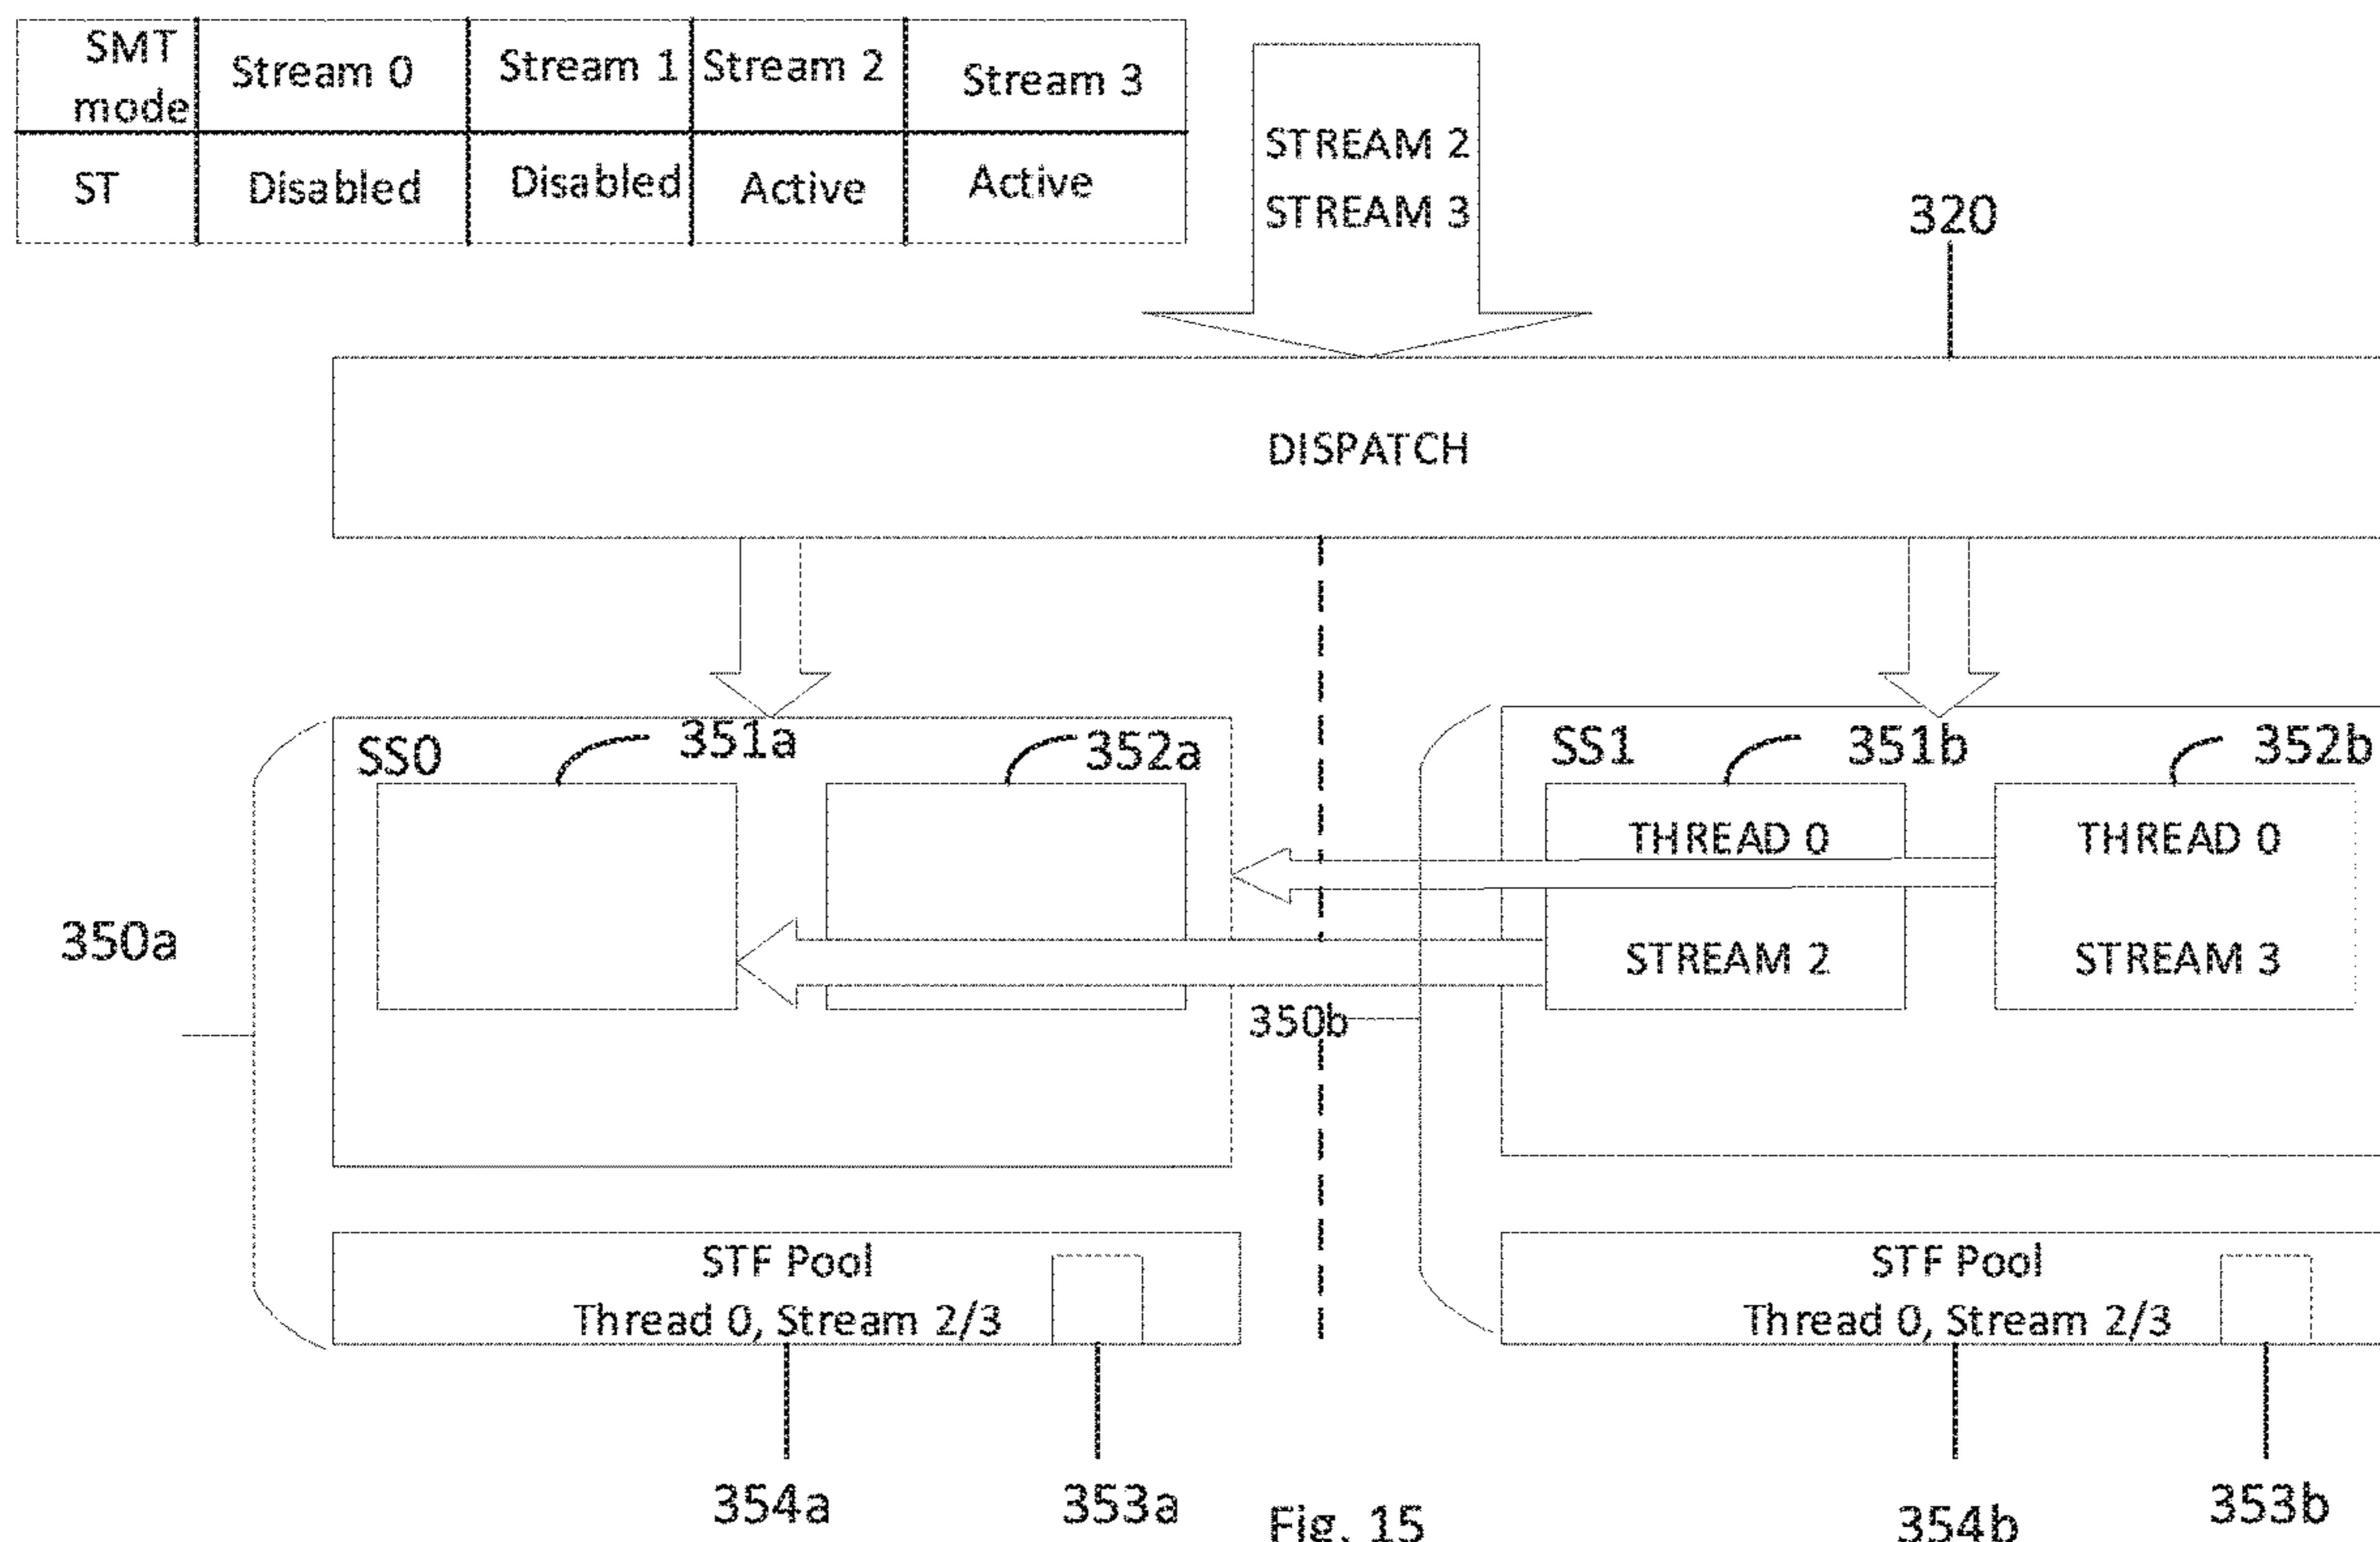 SMT mode Stream 0 Stream 1 Stream 2 Stream 3
ST Disabled Disabled Active Active
STREAM 2
STREAM 3
320
DISPATCH
SS0 351a 352a
SS1 351b 352b
THREAD 0 THREAD 0
350a
STREAM 2 STREAM 3
350b
STF Pool
Thread 0, Stream 2/3
STF Pool
Thread 0, Stream 2/3
354a 353a
354b 353b
Fig. 15